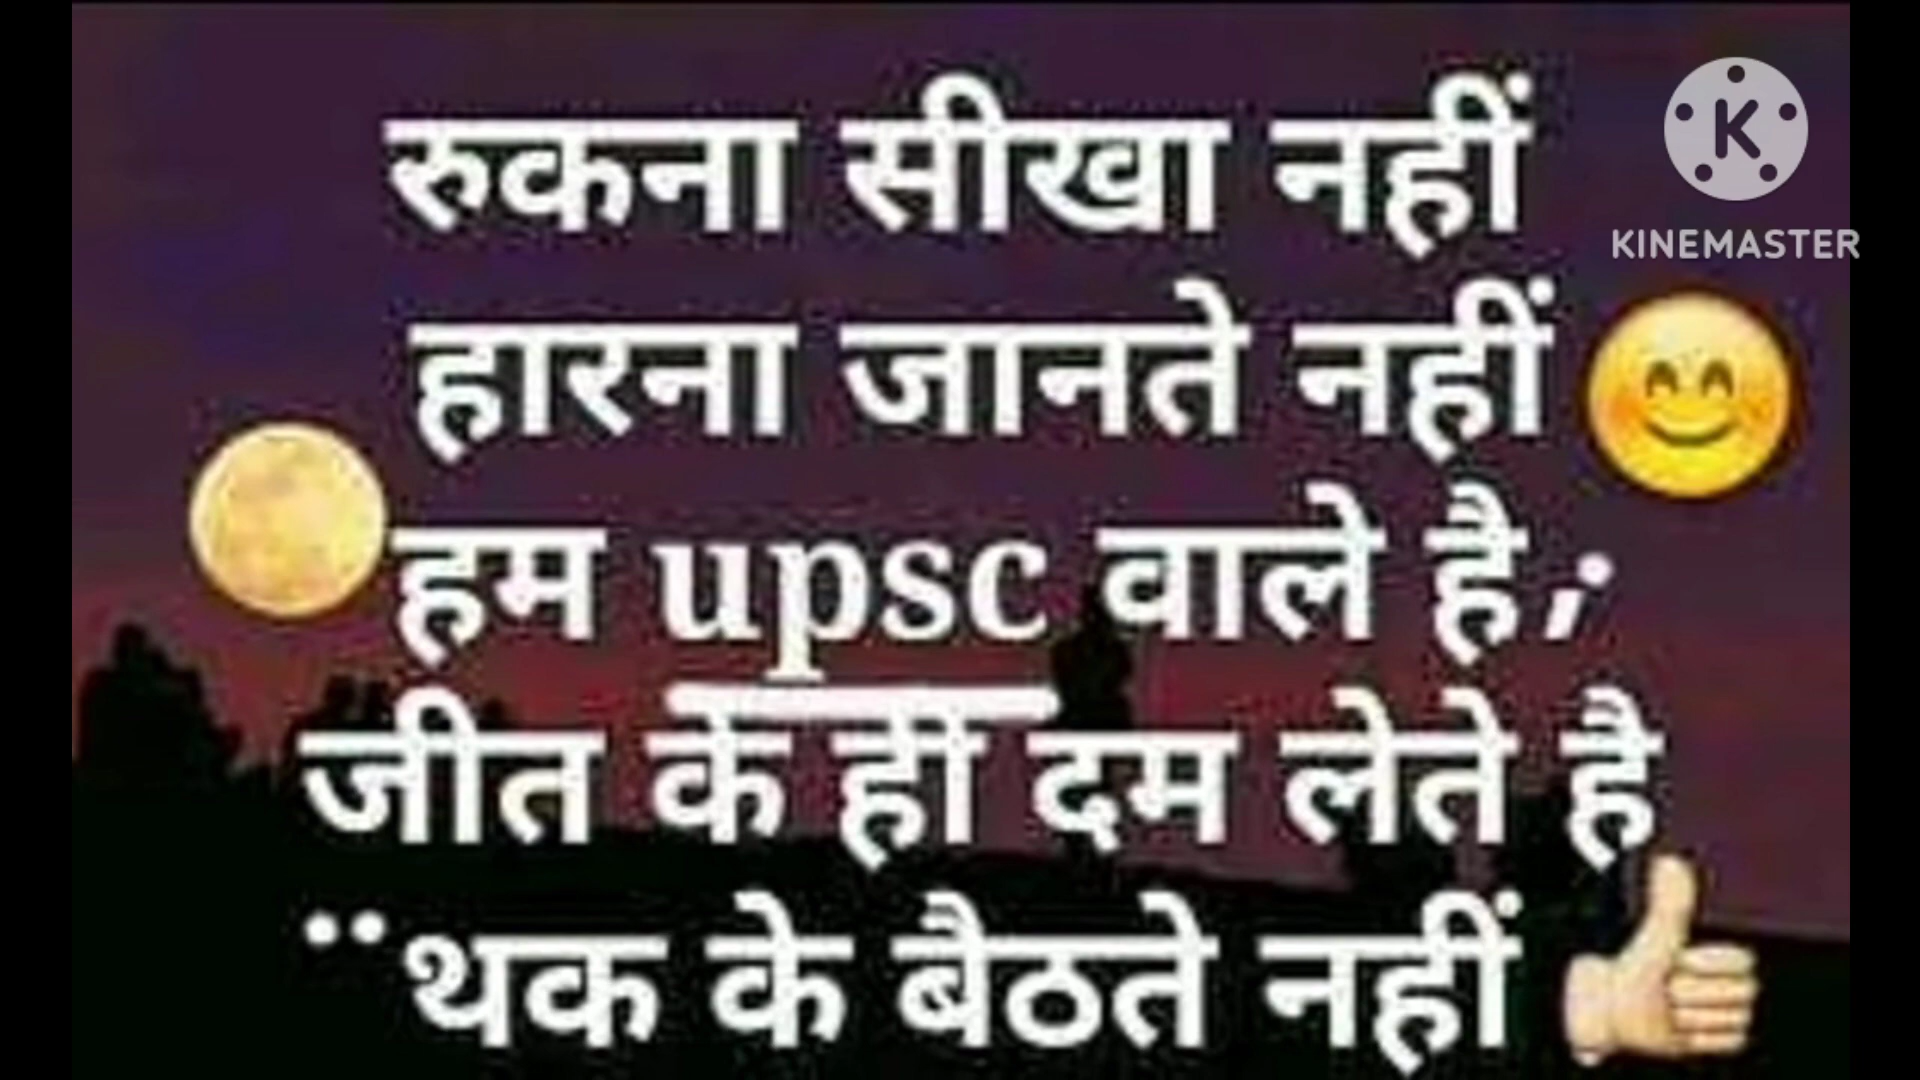 रुकना सीखा नहीं
हारना जानते नहीं
हम upsc वाले है;
जीत के ही दम लेते है
¨थक के बैठते नहीं
K
KINEMASTER